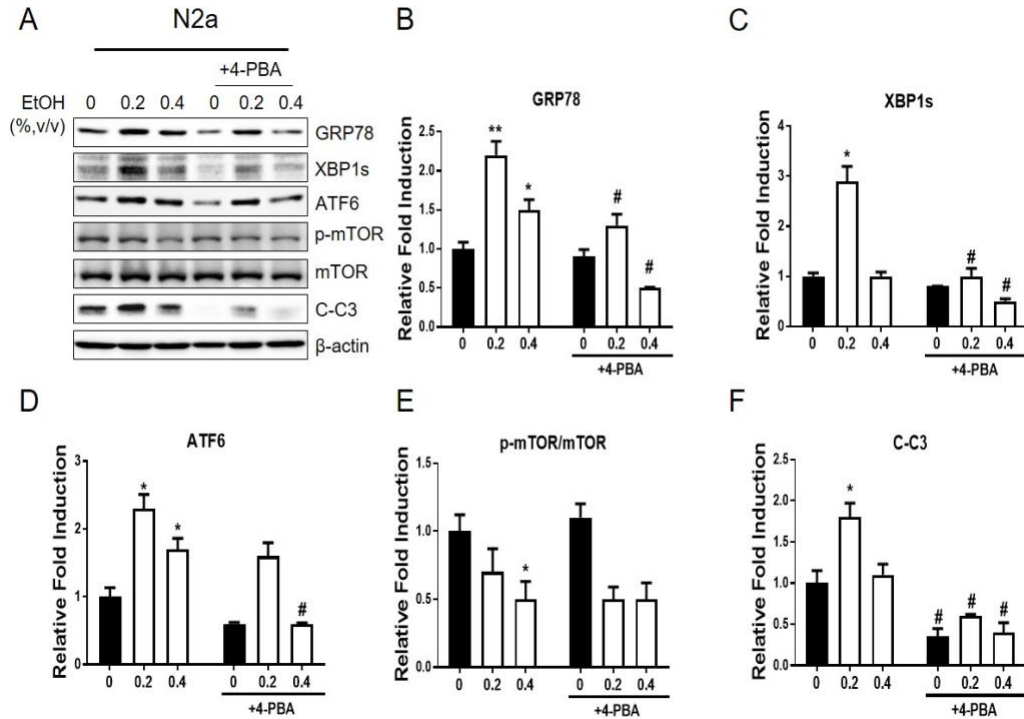 A
N2a
+4-PBA
EtOH 0 0.2 0.4 0 0.2 0.4
(%,v/v)
GRP78
XBP1s
ATF6
p-mTOR
mTOR
C-C3
β-actin
B
GRP78
Relative Fold Induction
2.5
2.0
1.5
1.0
0.5
0.0
** * # #
0 0.2 0.4 0 0.2 0.4
+4-PBA
C
XBP1s
Relative Fold Induction
4
3
2
1
0
* # #
0 0.2 0.4 0 0.2 0.4
+4-PBA
D
ATF6
Relative Fold Induction
3
2
1
0
* * #
0 0.2 0.4 0 0.2 0.4
+4-PBA
E
p-mTOR/mTOR
Relative Fold Induction
1.5
1.0
0.5
0.0
*
0 0.2 0.4 0 0.2 0.4
+4-PBA
F
C-C3
Relative Fold Induction
2.5
2.0
1.5
1.0
0.5
0.0
* # # #
0 0.2 0.4 0 0.2 0.4
+4-PBA